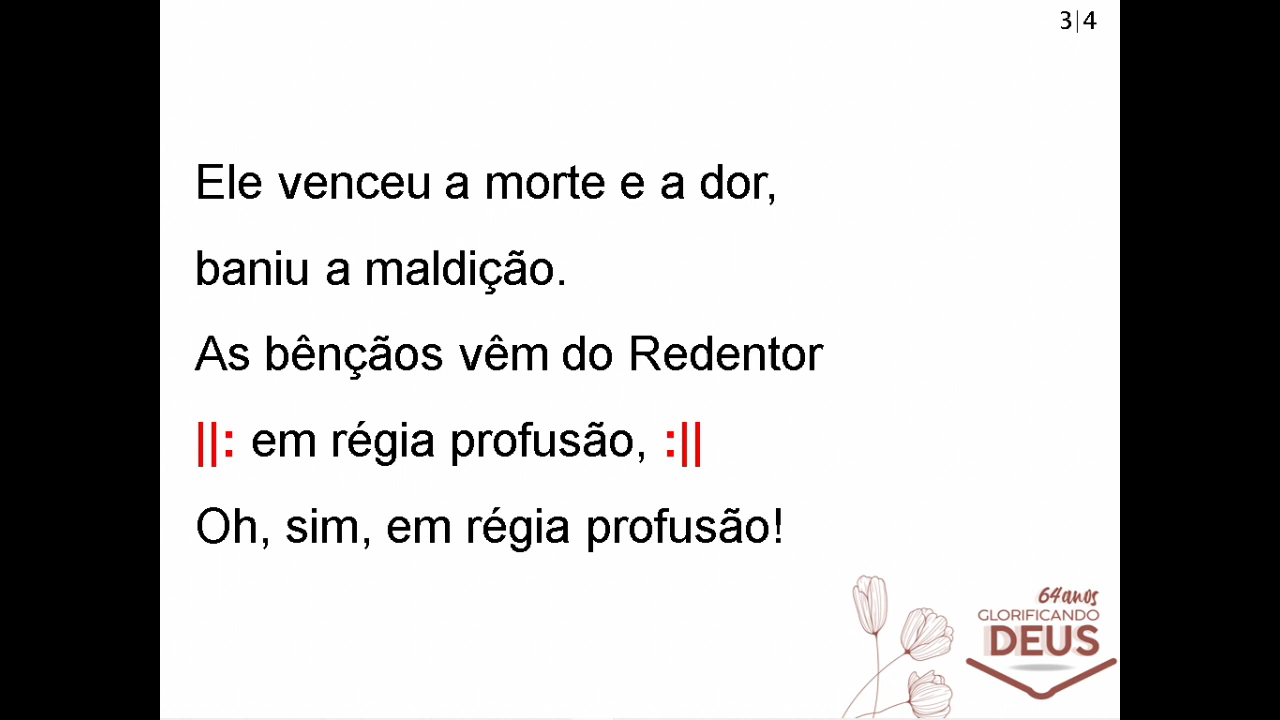 3|4
Ele venceu a morte e a dor,
baniu a maldição.
As bênçãos vêm do Redentor
||: em régia profusão, :||
Oh, sim, em régia profusão!
64anos
GLORIFICANDO
DEUS